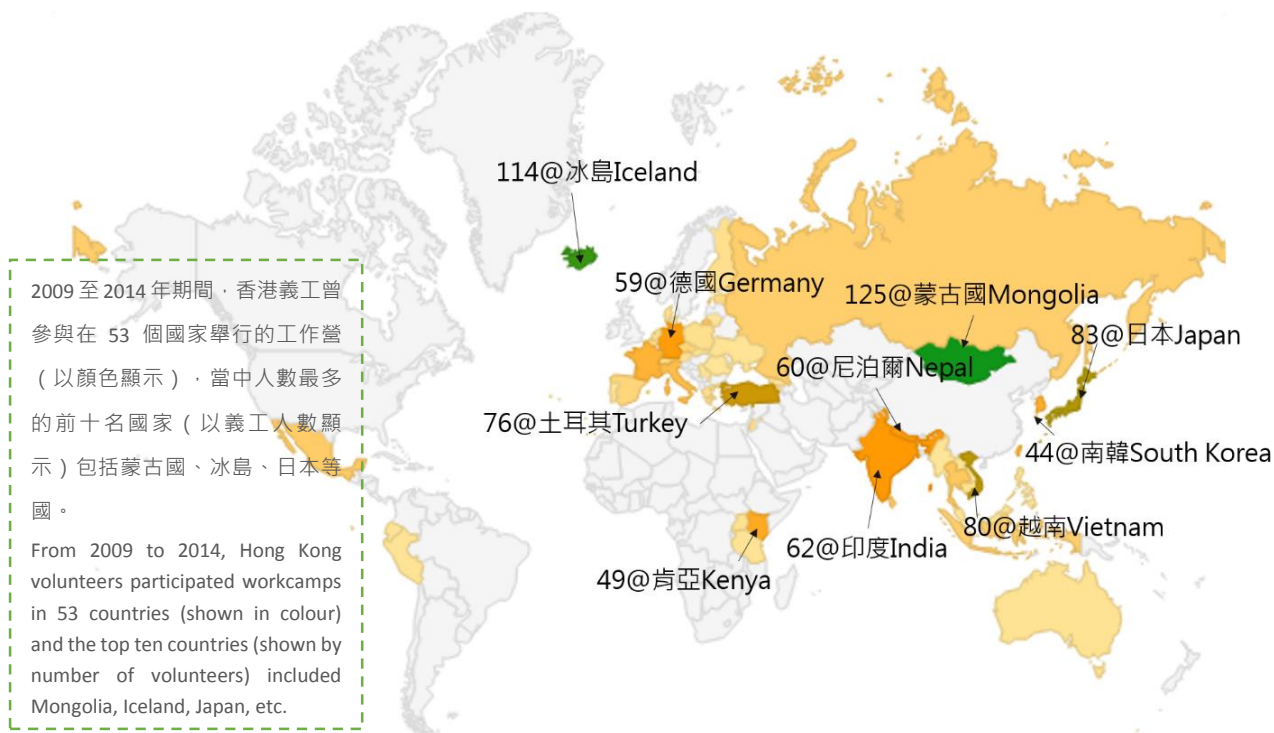 114@冰島Iceland
59@德國Germany
125@蒙古國Mongolia
83@日本Japan
60@尼泊爾Nepal
76@土耳其Turkey
44@南韓South Korea
80@越南Vietnam
62@印度India
49@肯亞Kenya
2009 至 2014 年期間，香港義工曾
參與在 53 個國家舉行的工作營
（以顏色顯示），當中人數最多
的前十名國家（以義工人數顯
示）包括蒙古國、冰島、日本等
國。
From 2009 to 2014, Hong Kong
volunteers participated workcamps
in 53 countries (shown in colour)
and the top ten countries (shown by
number of volunteers) included
Mongolia, Iceland, Japan, etc.